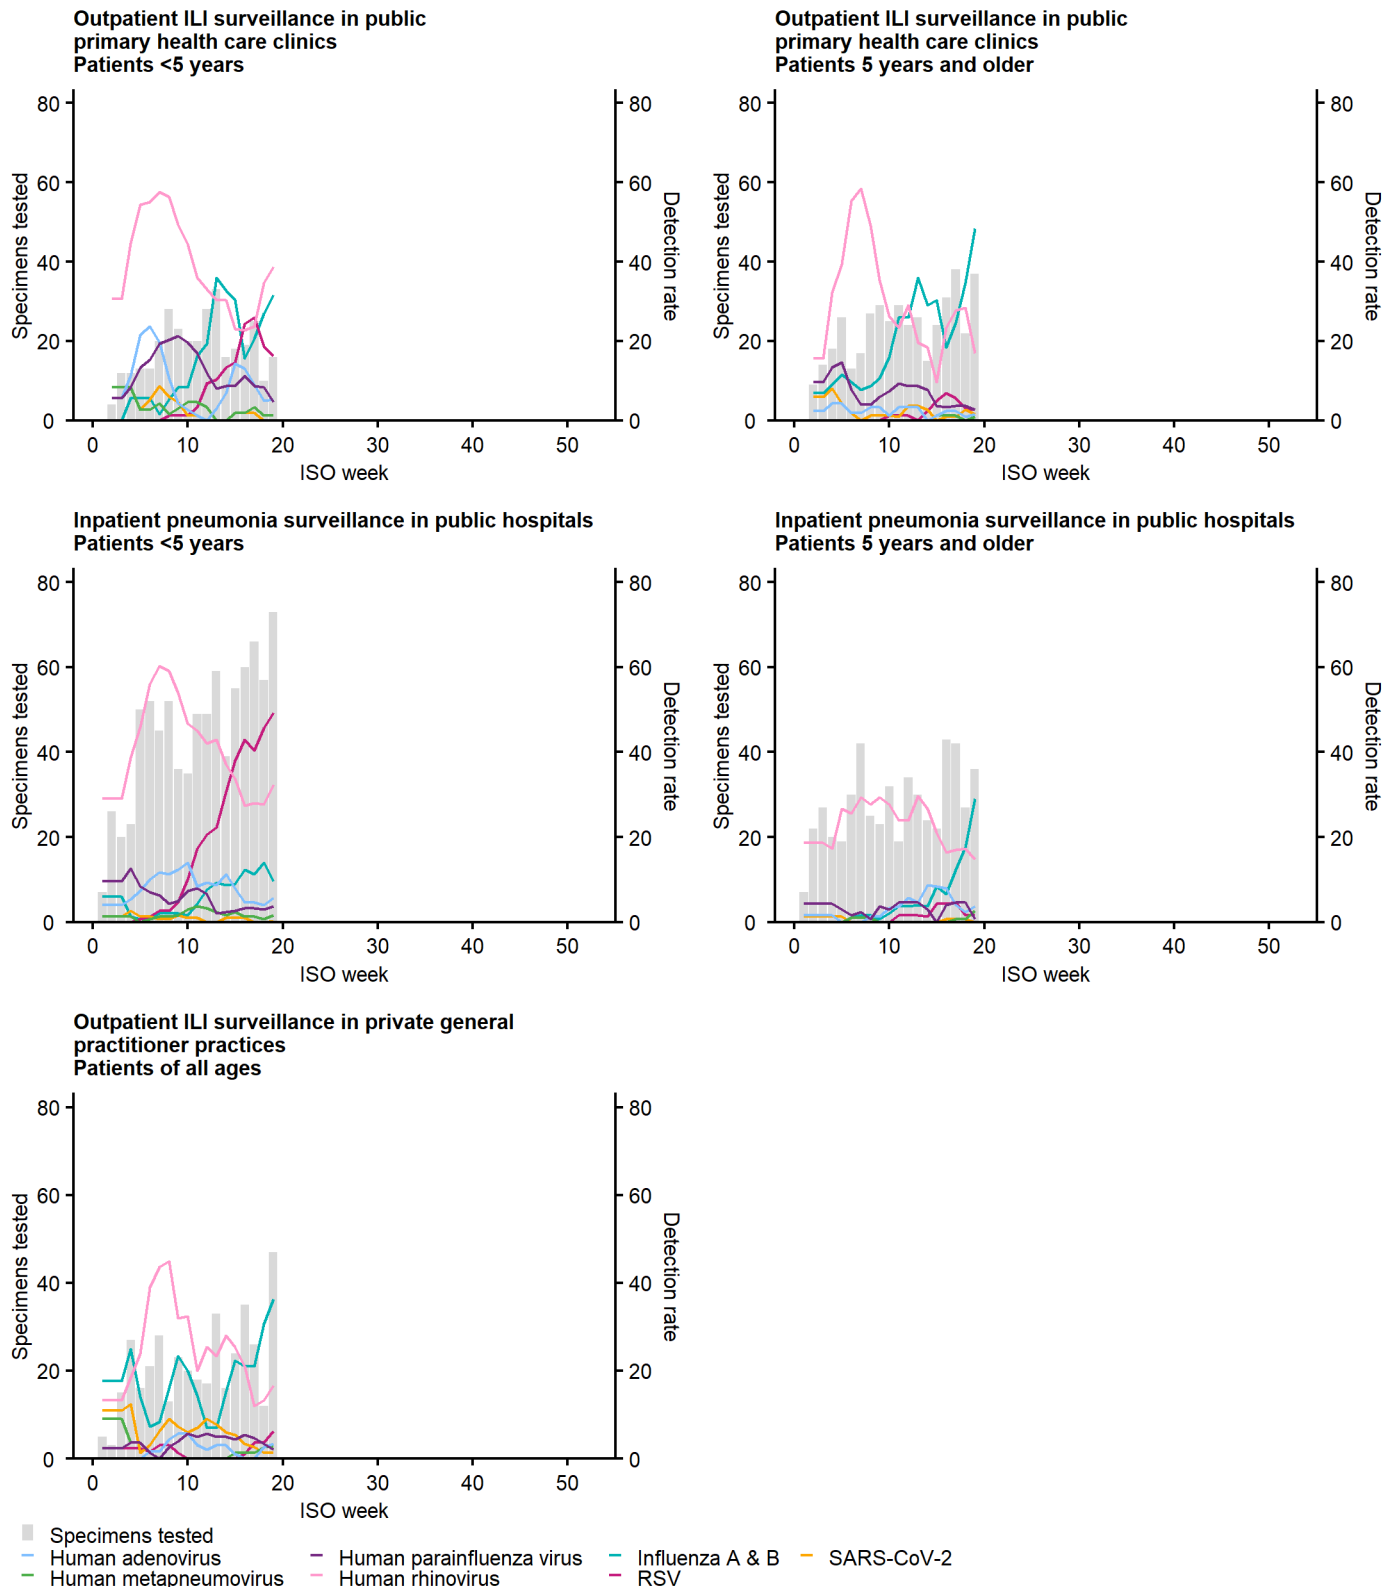 Outpatient ILI surveillance in public
primary health care clinics
Patients <5 years
80
60
40
20
0
Specimens tested
80
60
40
20
0
Detection rate
0 10 20 30 40 50
ISO week
Outpatient ILI surveillance in public
primary health care clinics
Patients 5 years and older
80
60
40
20
0
Specimens tested
80
60
40
20
0
Detection rate
0 10 20 30 40 50
ISO week
Inpatient pneumonia surveillance in public hospitals
Patients <5 years
80
60
40
20
0
Specimens tested
80
60
40
20
0
Detection rate
0 10 20 30 40 50
ISO week
Inpatient pneumonia surveillance in public hospitals
Patients 5 years and older
80
60
40
20
0
Specimens tested
80
60
40
20
0
Detection rate
0 10 20 30 40 50
ISO week
Outpatient ILI surveillance in private general
practitioner practices
Patients of all ages
80
60
40
20
0
Specimens tested
80
60
40
20
0
Detection rate
0 10 20 30 40 50
ISO week
Specimens tested
Human adenovirus Human parainfluenza virus Influenza A & B SARS-CoV-2
Human metapneumovirus Human rhinovirus RSV